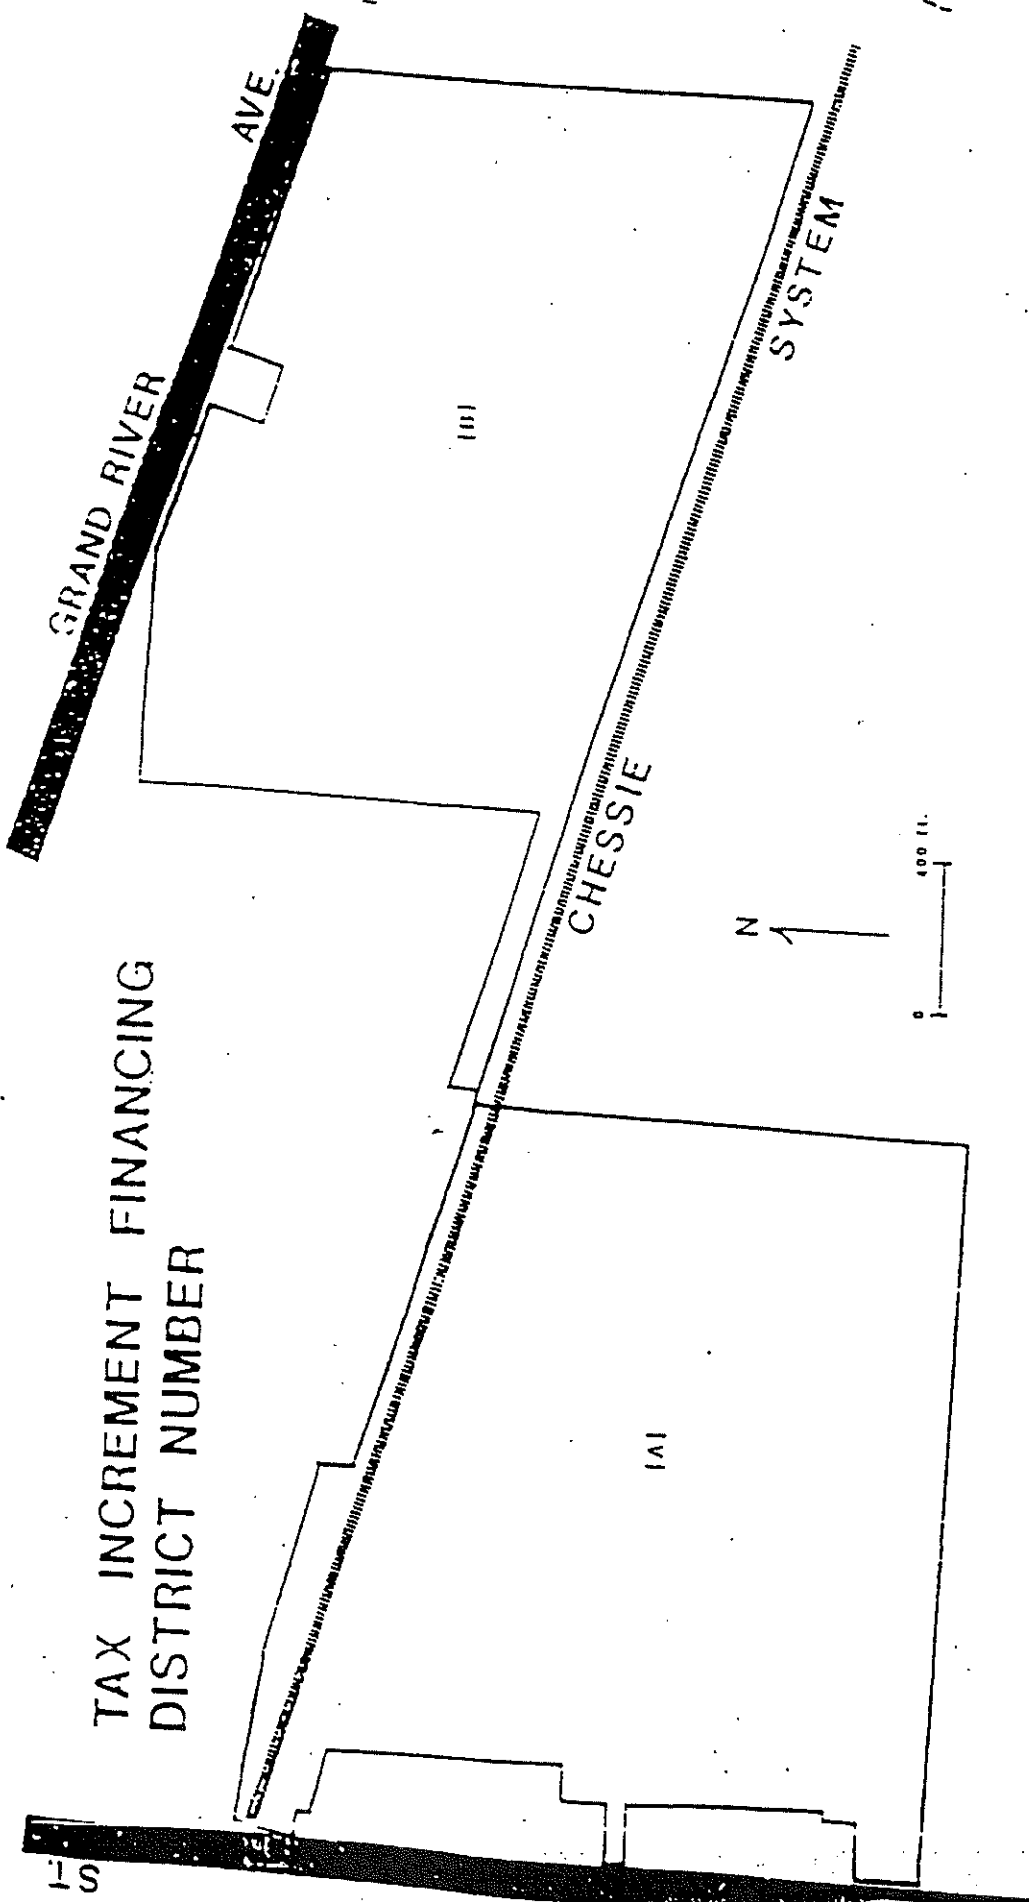 TAX INCREMENT FINANCING
DISTRICT NUMBER
GRAND RIVER AVE.
[B]
CHESSIE SYSTEM
[A]
N
0 400 ft.